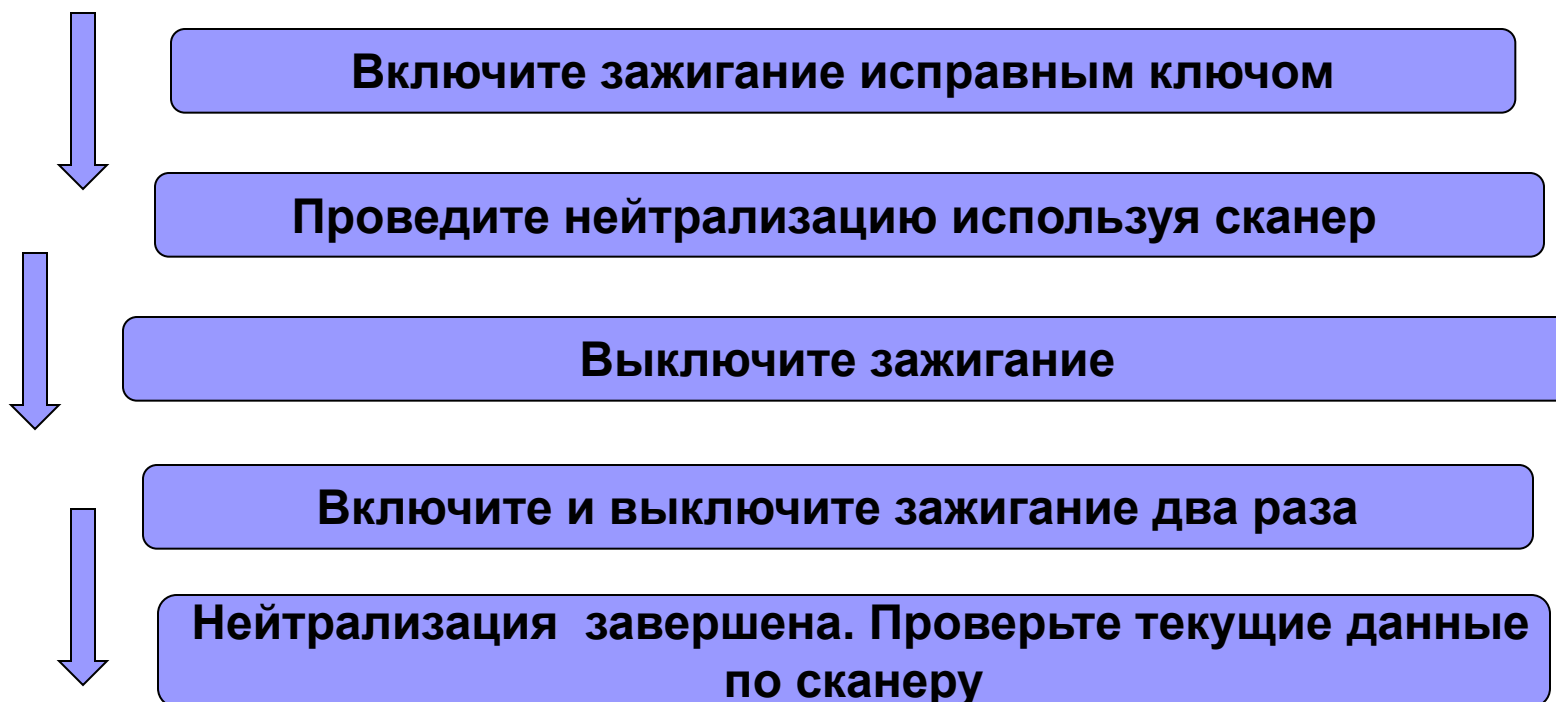 Включите зажигание исправным ключом
Проведите нейтрализацию используя сканер
Выключите зажигание
Включите и выключите зажигание два раза
Нейтрализация  завершена. Проверьте текущие данные
по сканеру